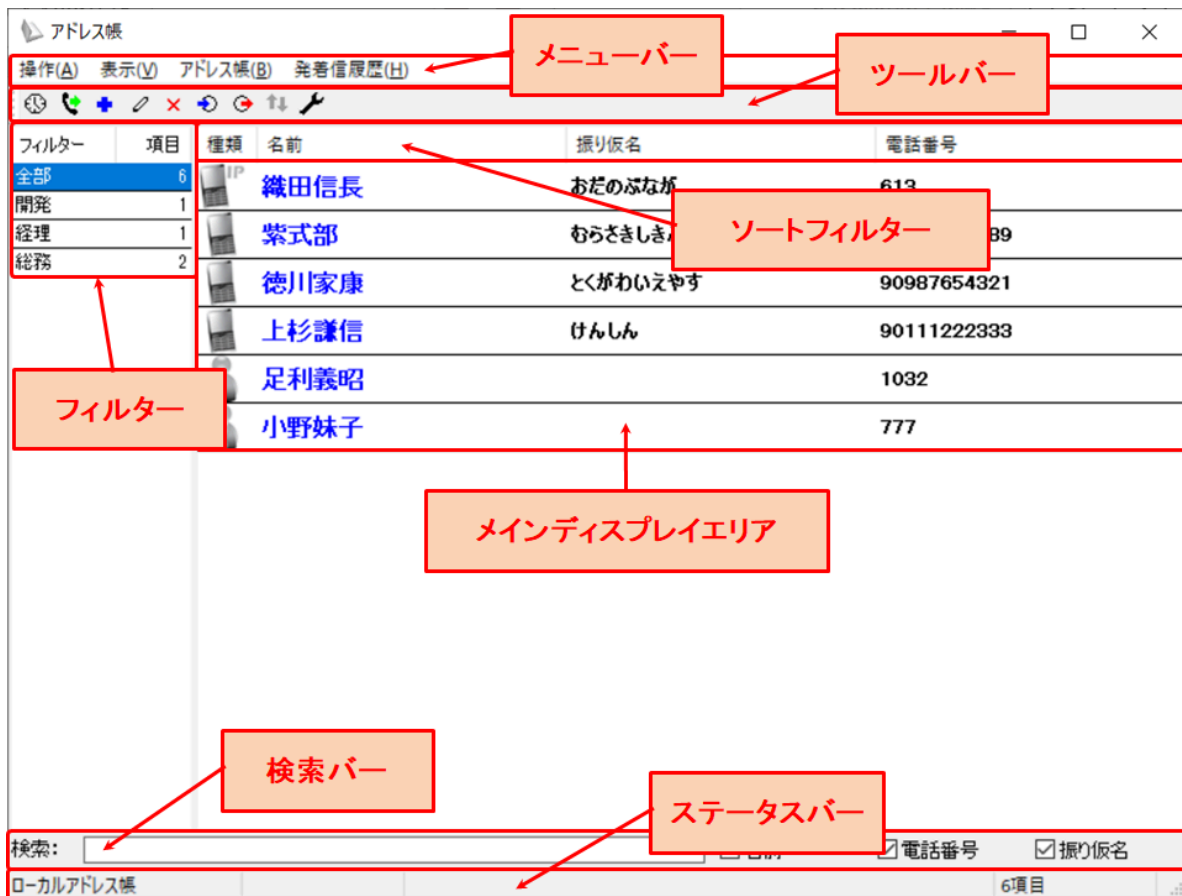 アドレス帳
メニューバー
ツールバー
操作(A) 表示(V) アドレス帳(B) 発着信履歴(H)
フィルター 項目 種類 名前 振り仮名 電話番号
全部 6
開発 1
経理 1
総務 2
IP 織田信長 おだのぶなが 613
紫式部 むらさきしき 89
徳川家康 とくがわいえやす 90987654321
上杉謙信 けんしん 90111222333
足利義昭 1032
小野妹子 777
ソートフィルター
フィルター
メインディスプレイエリア
検索バー
ステータスバー
検索: 電話番号 振り仮名
ローカルアドレス帳 6項目